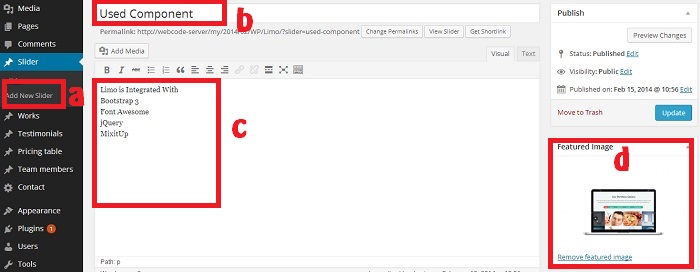 Media
Pages
Comments
Slider
Add New Slider
a
Works
Testimonials
Pricing table
Team members
Contact
Appearance
Plugins 1
Users
Tools
Used Component
b
Permalink: http://webcode-server/my/2014/
WP/Limo/?slider=used-component
Change Permalinks
View Slider
Get Shortlink
Add Media
Visual
Text
B I ABC
Limo is Integrated With
Bootstrap 3
Font Awesome
jQuery
MixitUp
c
Path: p
Publish
Preview Changes
Status: Published Edit
Visibility: Public Edit
Published on: Feb 15, 2014 @ 10:56 Edit
Move to Trash
Update
Featured Image
d
Remove featured image